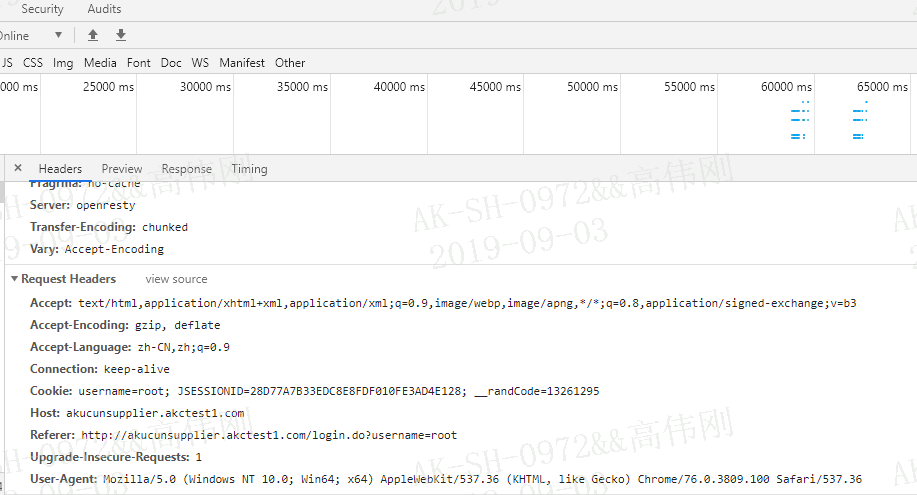 Security Audits
Online
JS CSS Img Media Font Doc WS Manifest Other
000 ms 25000 ms 30000 ms 35000 ms 40000 ms 45000 ms 50000 ms 55000 ms 60000 ms 65000 ms
× Headers Preview Response Timing
Pragma: no-cache
Server: openresty
Transfer-Encoding: chunked
Vary: Accept-Encoding
Request Headers view source
Accept: text/html,application/xhtml+xml,application/xml;q=0.9,image/webp,image/apng,*/*;q=0.8,application/signed-exchange;v=b3
Accept-Encoding: gzip, deflate
Accept-Language: zh-CN,zh;q=0.9
Connection: keep-alive
Cookie: username=root; JSESSIONID=28D77A7B33EDC8E8FDF010FE3AD4E128; __randCode=13261295
Host: akucunsupplier.akctest1.com
Referer: http://akucunsupplier.akctest1.com/login.do?username=root
Upgrade-Insecure-Requests: 1
User-Agent: Mozilla/5.0 (Windows NT 10.0; Win64; x64) AppleWebKit/537.36 (KHTML, like Gecko) Chrome/76.0.3809.100 Safari/537.36
AK-SH-0972&&高伟刚
2019-09-03
AK-SH-0972&&高伟刚